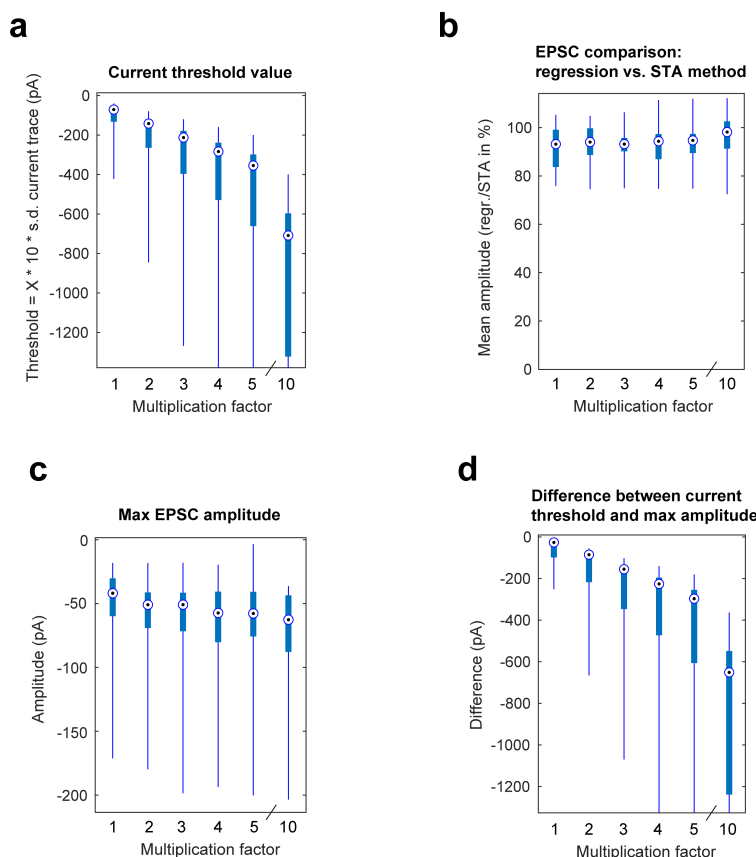 a
Current threshold value
Threshold = X * 10 * s.d. current trace (pA)
0
-200
-400
-600
-800
-1000
-1200
1 2 3 4 5 10
Multiplication factor
b
EPSC comparison:
regression vs. STA method
Mean amplitude (regr./STA in %)
100
80
60
40
20
0
1 2 3 4 5 10
Multiplication factor
c
Max EPSC amplitude
Amplitude (pA)
0
-50
-100
-150
-200
1 2 3 4 5 10
Multiplication factor
d
Difference between current
threshold and max amplitude
Difference (pA)
0
-200
-400
-600
-800
-1000
-1200
1 2 3 4 5 10
Multiplication factor